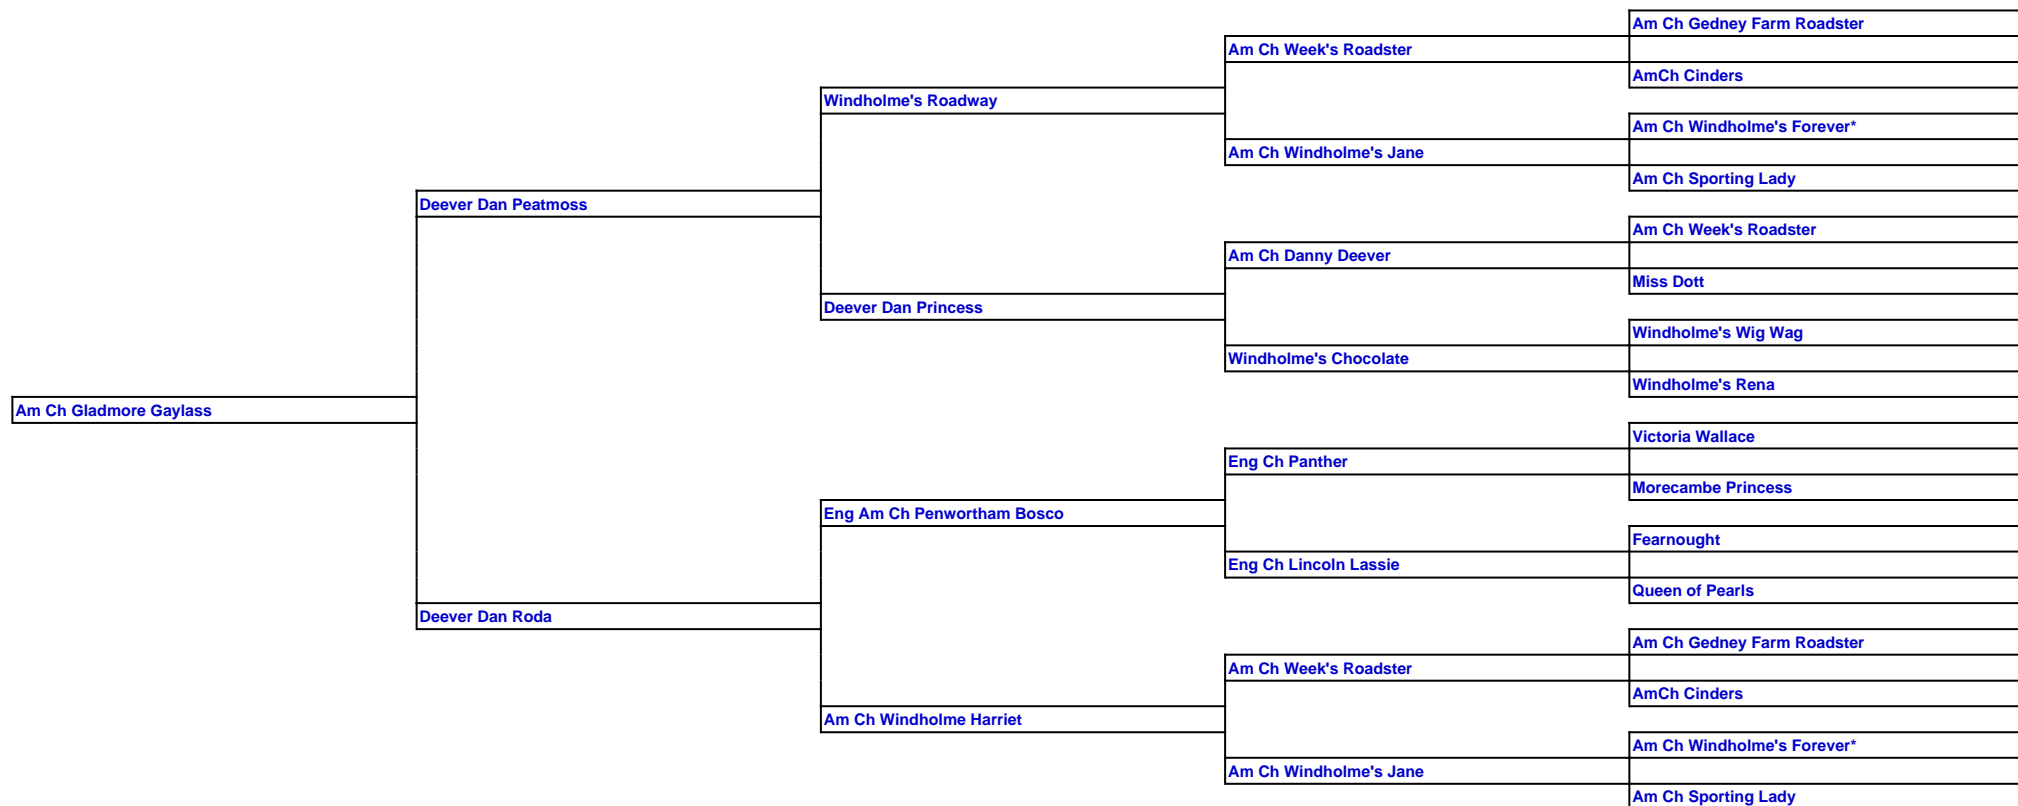 Am Ch Gedney Farm Roadster
Am Ch Week's Roadster
AmCh Cinders
Windholme's Roadway
Am Ch Windholme's Forever*
Am Ch Windholme's Jane
Am Ch Sporting Lady
Deever Dan Peatmoss
Am Ch Week's Roadster
Am Ch Danny Deever
Miss Dott
Deever Dan Princess
Windholme's Wig Wag
Windholme's Chocolate
Windholme's Rena
Am Ch Gladmore Gaylass
Victoria Wallace
Eng Ch Panther
Morecambe Princess
Eng Am Ch Penwortham Bosco
Fearnought
Eng Ch Lincoln Lassie
Queen of Pearls
Deever Dan Roda
Am Ch Gedney Farm Roadster
Am Ch Week's Roadster
AmCh Cinders
Am Ch Windholme Harriet
Am Ch Windholme's Forever*
Am Ch Windholme's Jane
Am Ch Sporting Lady